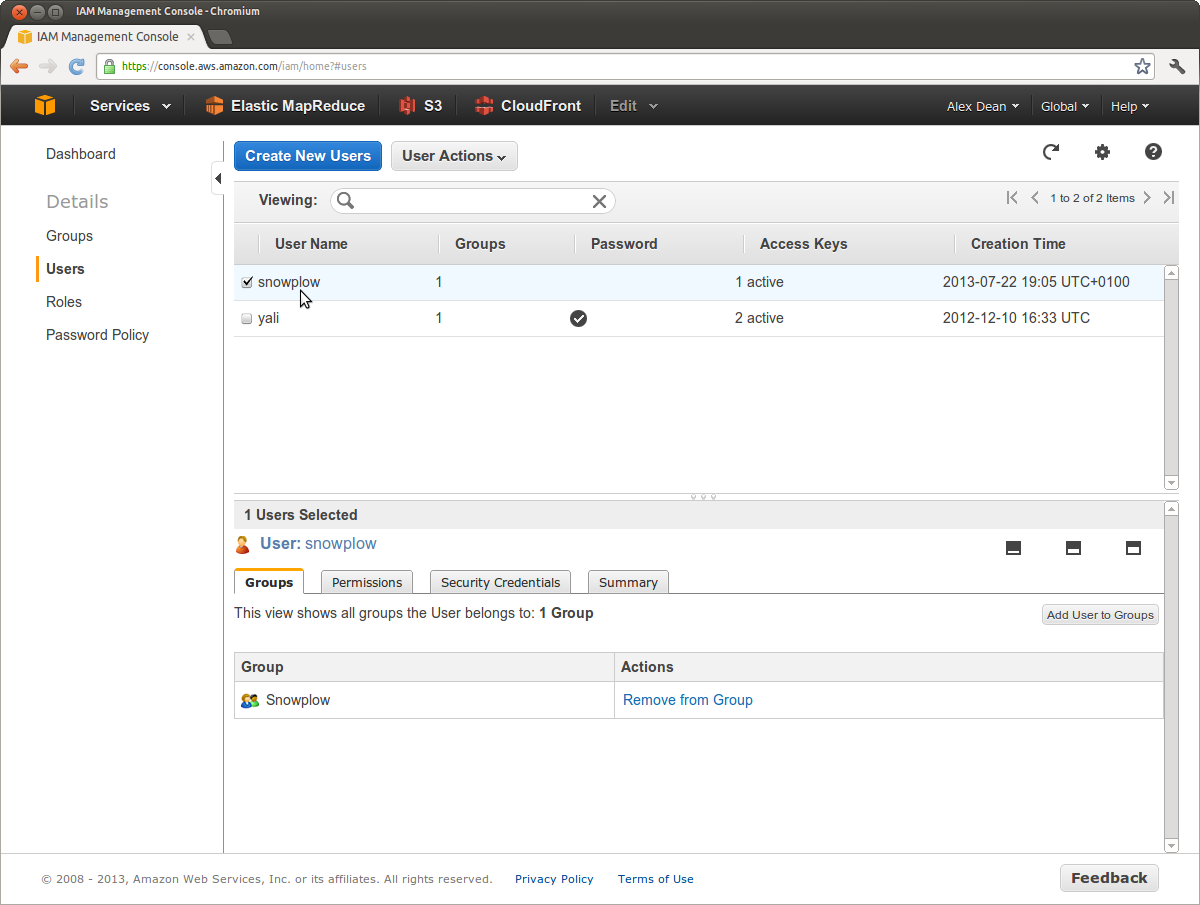 IAM Management Console - Chromium
IAM Management Console
https://console.aws.amazon.com/iam/home?#users
Services Elastic MapReduce S3 CloudFront Edit Alex Dean Global Help
Dashboard
Details
Groups
Users
Roles
Password Policy
Create New Users User Actions
Viewing: 1 to 2 of 2 Items
User Name Groups Password Access Keys Creation Time
snowplow 1 1 active 2013-07-22 19:05 UTC+0100
yali 1 2 active 2012-12-10 16:33 UTC
1 Users Selected
User: snowplow
Groups Permissions Security Credentials Summary
This view shows all groups the User belongs to: 1 Group Add User to Groups
Group Actions
Snowplow Remove from Group
© 2008 - 2013, Amazon Web Services, Inc. or its affiliates. All rights reserved. Privacy Policy Terms of Use Feedback